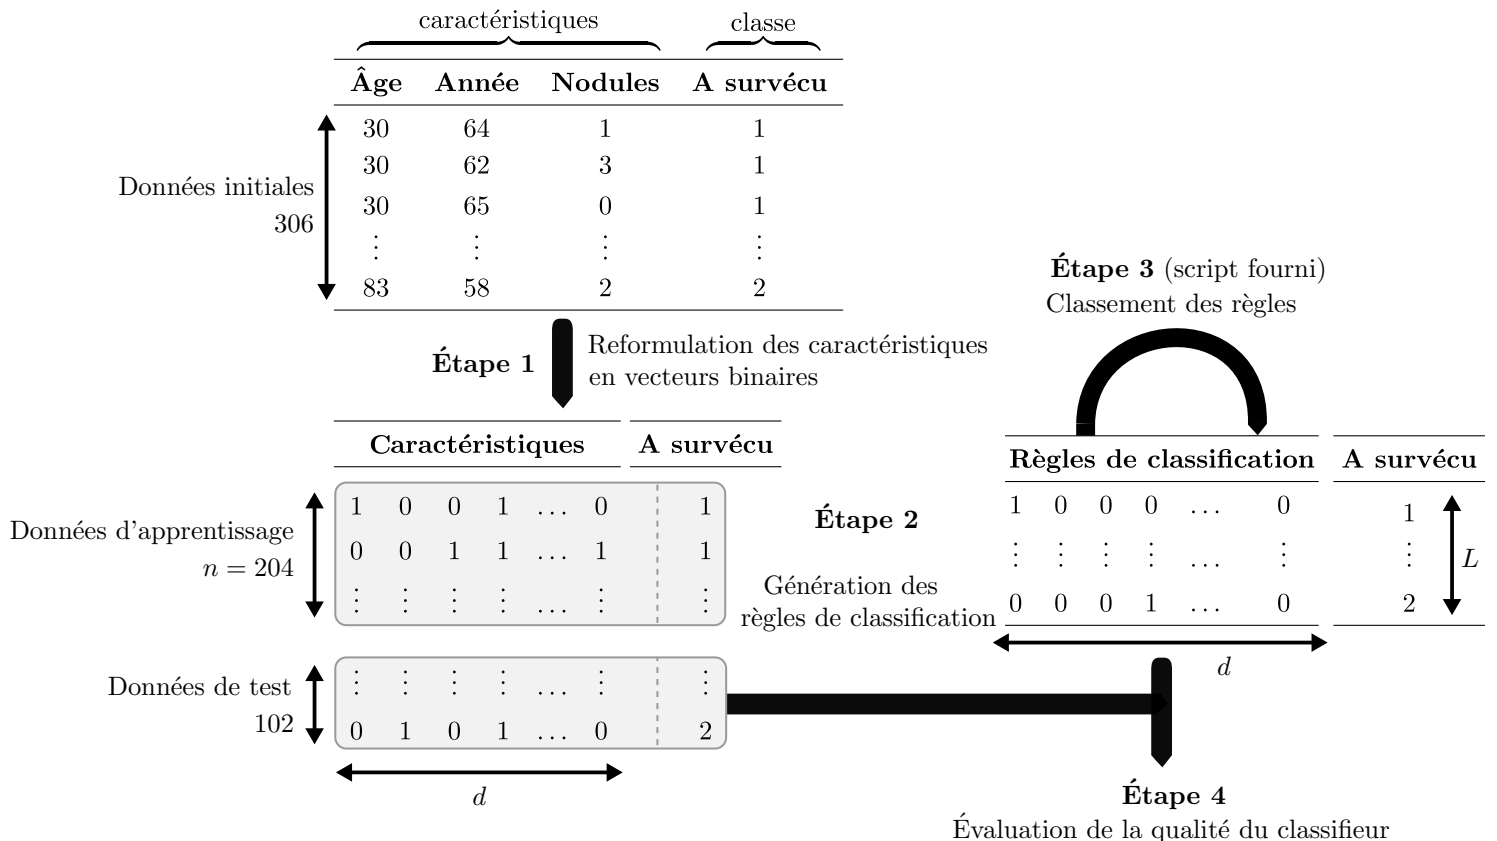 caractéristiques classe
Âge Année Nodules A survécu
30 64 1 1
30 62 3 1
30 65 0 1
⋮ ⋮ ⋮ ⋮
83 58 2 2
Données initiales
306
Étape 1
Reformulation des caractéristiques
en vecteurs binaires
Caractéristiques A survécu
1 0 0 1 … 0 1
0 0 1 1 … 1 1
⋮ ⋮ ⋮ ⋮ … ⋮ ⋮
Données d'apprentissage
n = 204
⋮ ⋮ ⋮ ⋮ … ⋮ ⋮
0 1 0 1 … 0 2
Données de test
102
d
Étape 2
Génération des
règles de classification
Étape 3 (script fourni)
Classement des règles
Règles de classification A survécu
1 0 0 0 … 0 1
⋮ ⋮ ⋮ ⋮ … ⋮ ⋮
0 0 0 1 … 0 2
L
d
Étape 4
Évaluation de la qualité du classifieur